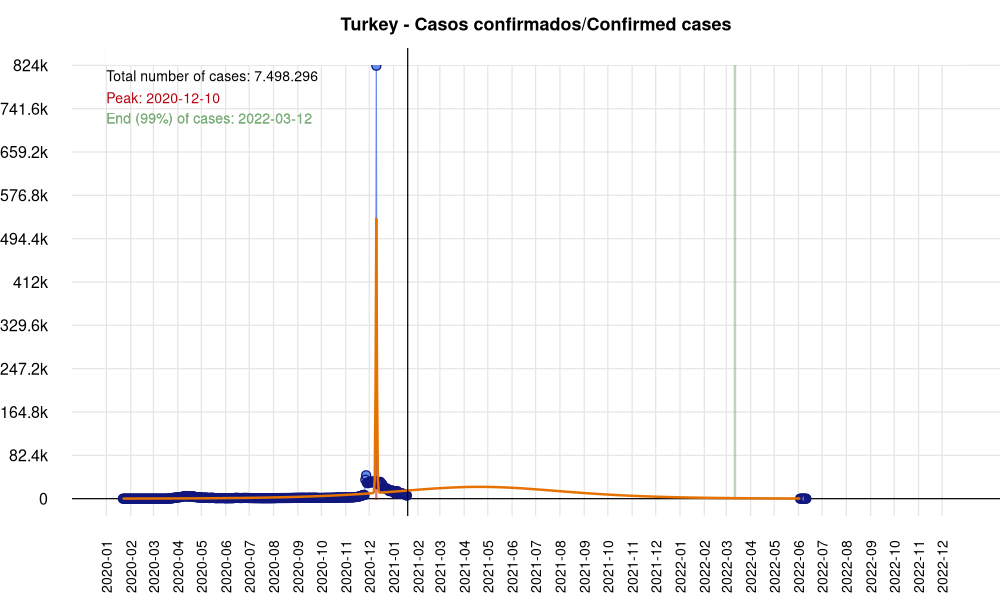 Turkey - Casos confirmados/Confirmed cases
Total number of cases: 7.498.296
Peak: 2020-12-10
End (99%) of cases: 2022-03-12
824k
741.6k
659.2k
576.8k
494.4k
412k
329.6k
247.2k
164.8k
82.4k
0
2020-01
2020-02
2020-03
2020-04
2020-05
2020-06
2020-07
2020-08
2020-09
2020-10
2020-11
2020-12
2021-01
2021-02
2021-03
2021-04
2021-05
2021-06
2021-07
2021-08
2021-09
2021-10
2021-11
2021-12
2022-01
2022-02
2022-03
2022-04
2022-05
2022-06
2022-07
2022-08
2022-09
2022-10
2022-11
2022-12